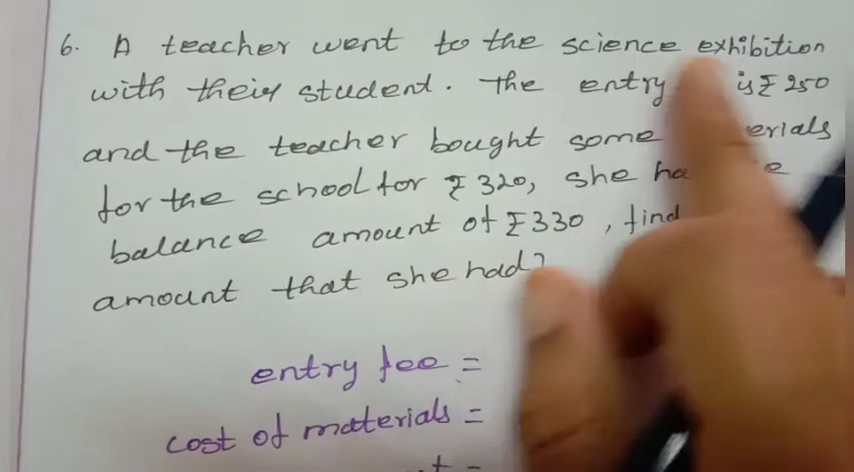 6. A teacher went to the science exhibition
with their student. The entry is ₹ 250
and the teacher bought some erials
for the school for ₹ 320, she ha e
balance amount of ₹ 330, find
amount that she had?
entry fee =
cost of materials =